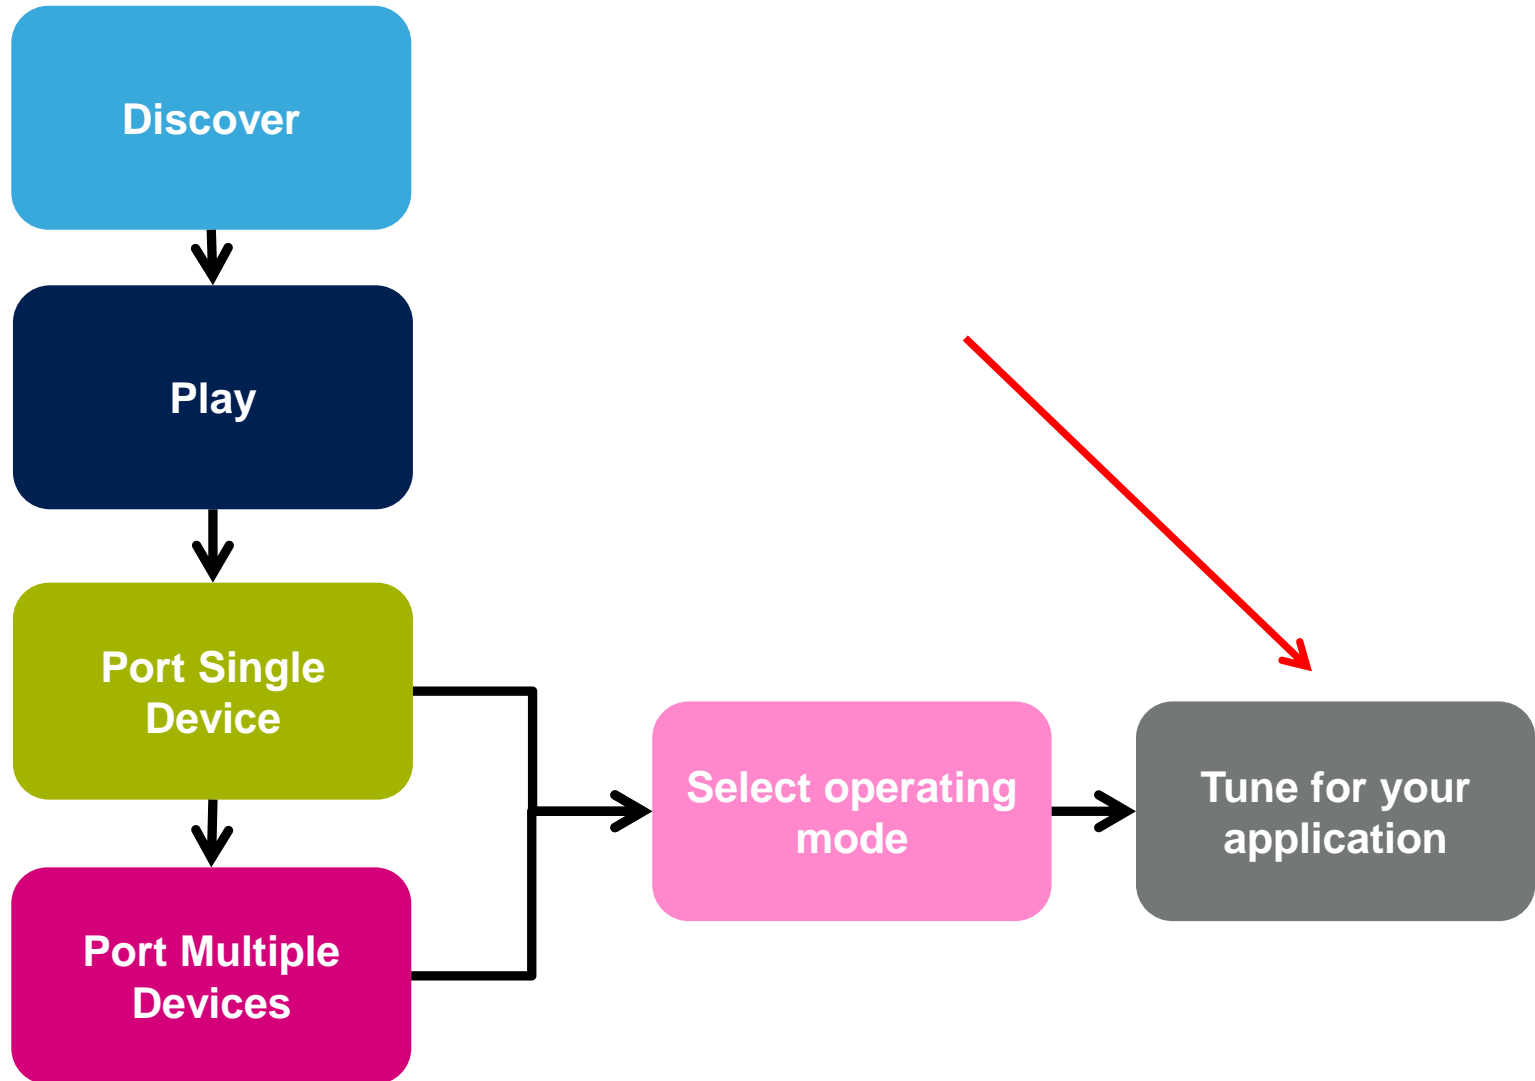 Discover
Play
Port Single
Device
Port Multiple
Devices
Select operating
mode
Tune for your
application